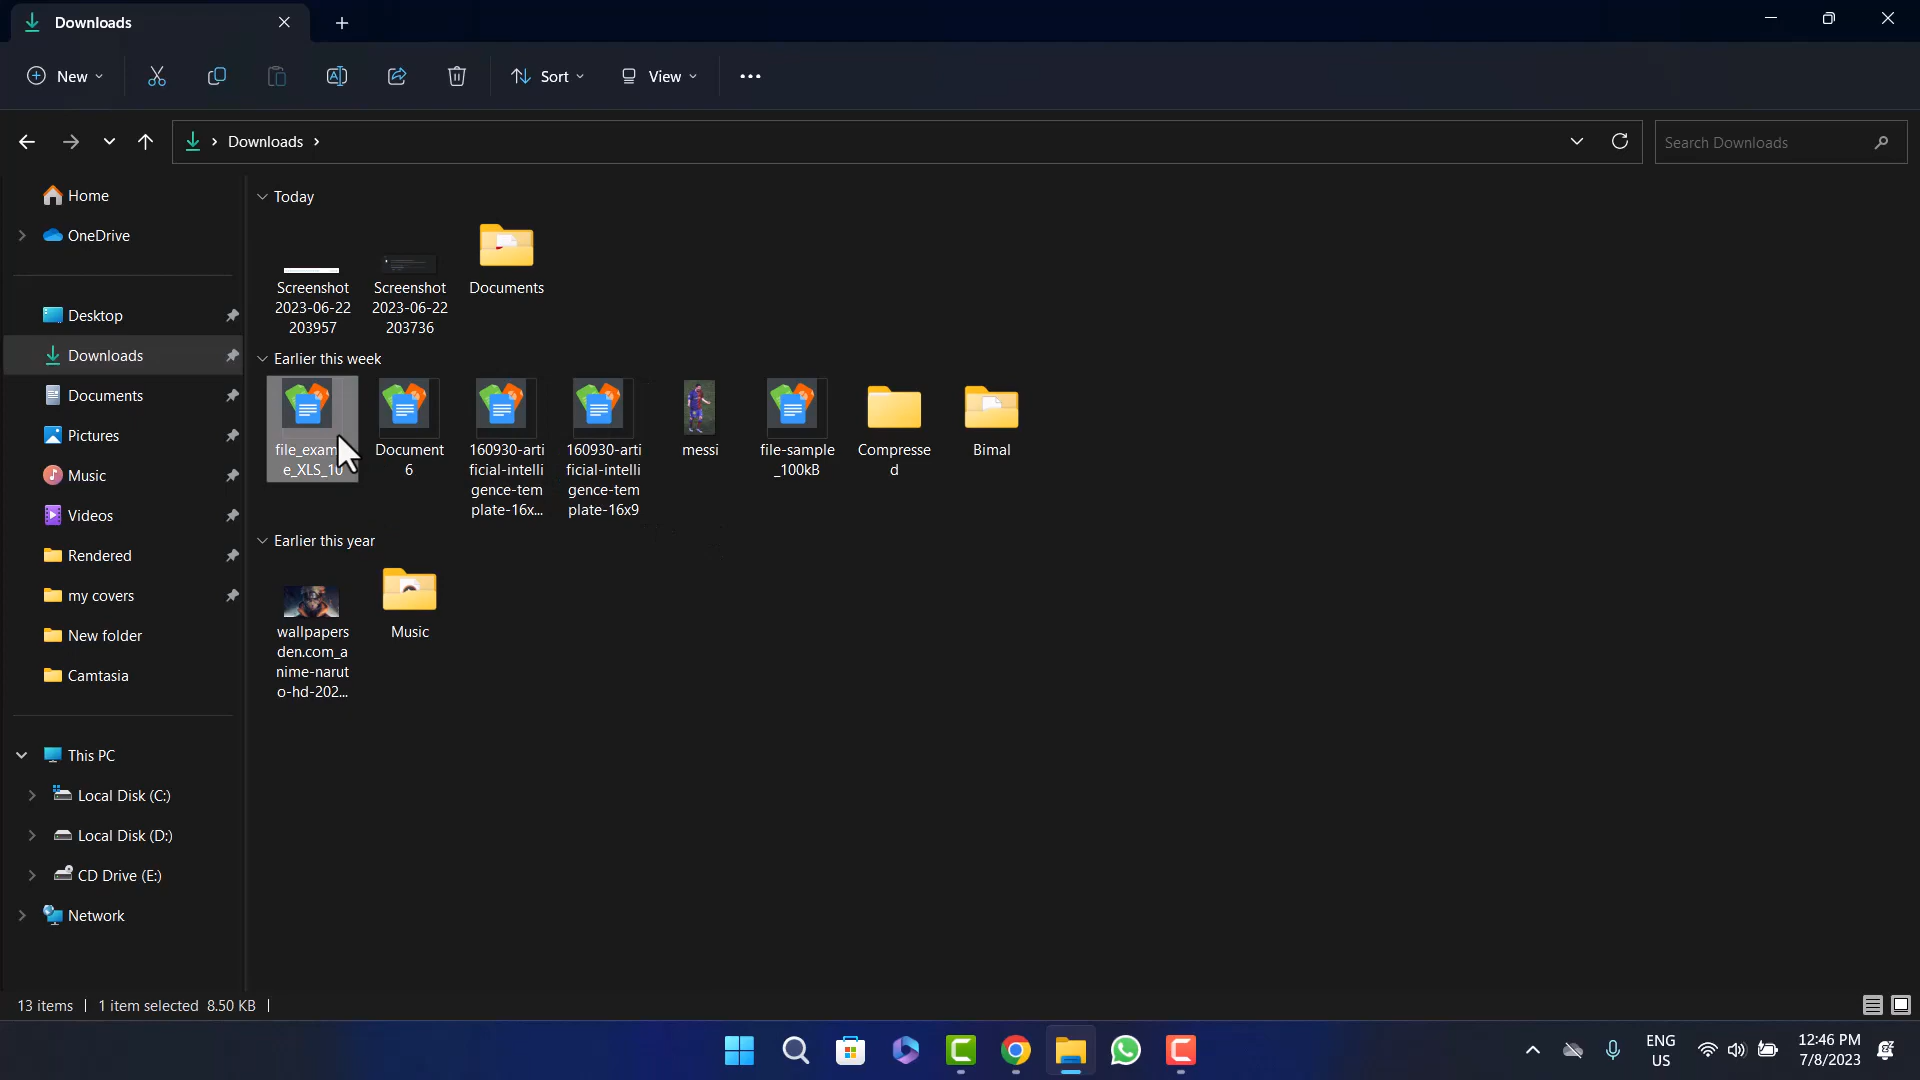 Downloads
New
Sort
View
Downloads
Search Downloads
Home
OneDrive
Desktop
Downloads
Documents
Pictures
Music
Videos
Rendered
my covers
New folder
Camtasia
This PC
Local Disk (C:)
Local Disk (D:)
CD Drive (E:)
Network
Today
Screenshot
2023-06-22
203957
Screenshot
2023-06-22
203736
Documents
Earlier this week
file_exam
e_XLS_10
Document
6
160930-arti
ficial-intelli
gence-tem
plate-16x...
160930-arti
ficial-intelli
gence-tem
plate-16x9
messi
file-sample
_100kB
Compresse
d
Bimal
Earlier this year
wallpapers
den.com_a
nime-narut
o-hd-202...
Music
13 items
1 item selected 8.50 KB
ENG
US
12:46 PM
7/8/2023